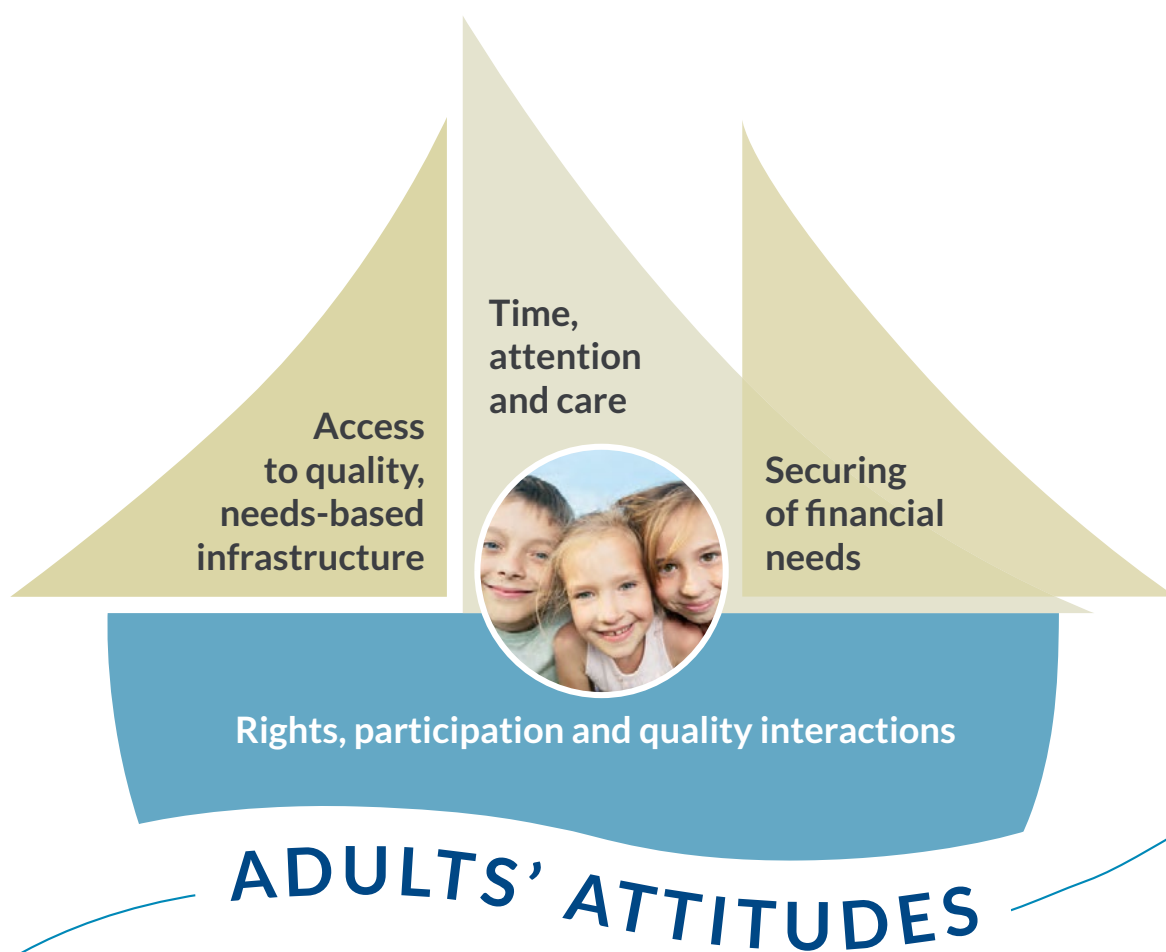 Time,
attention
and care
Access
to quality,
needs-based
infrastructure
Securing
of financial
needs
Rights, participation and quality interactions
ADULTS’ ATTITUDES